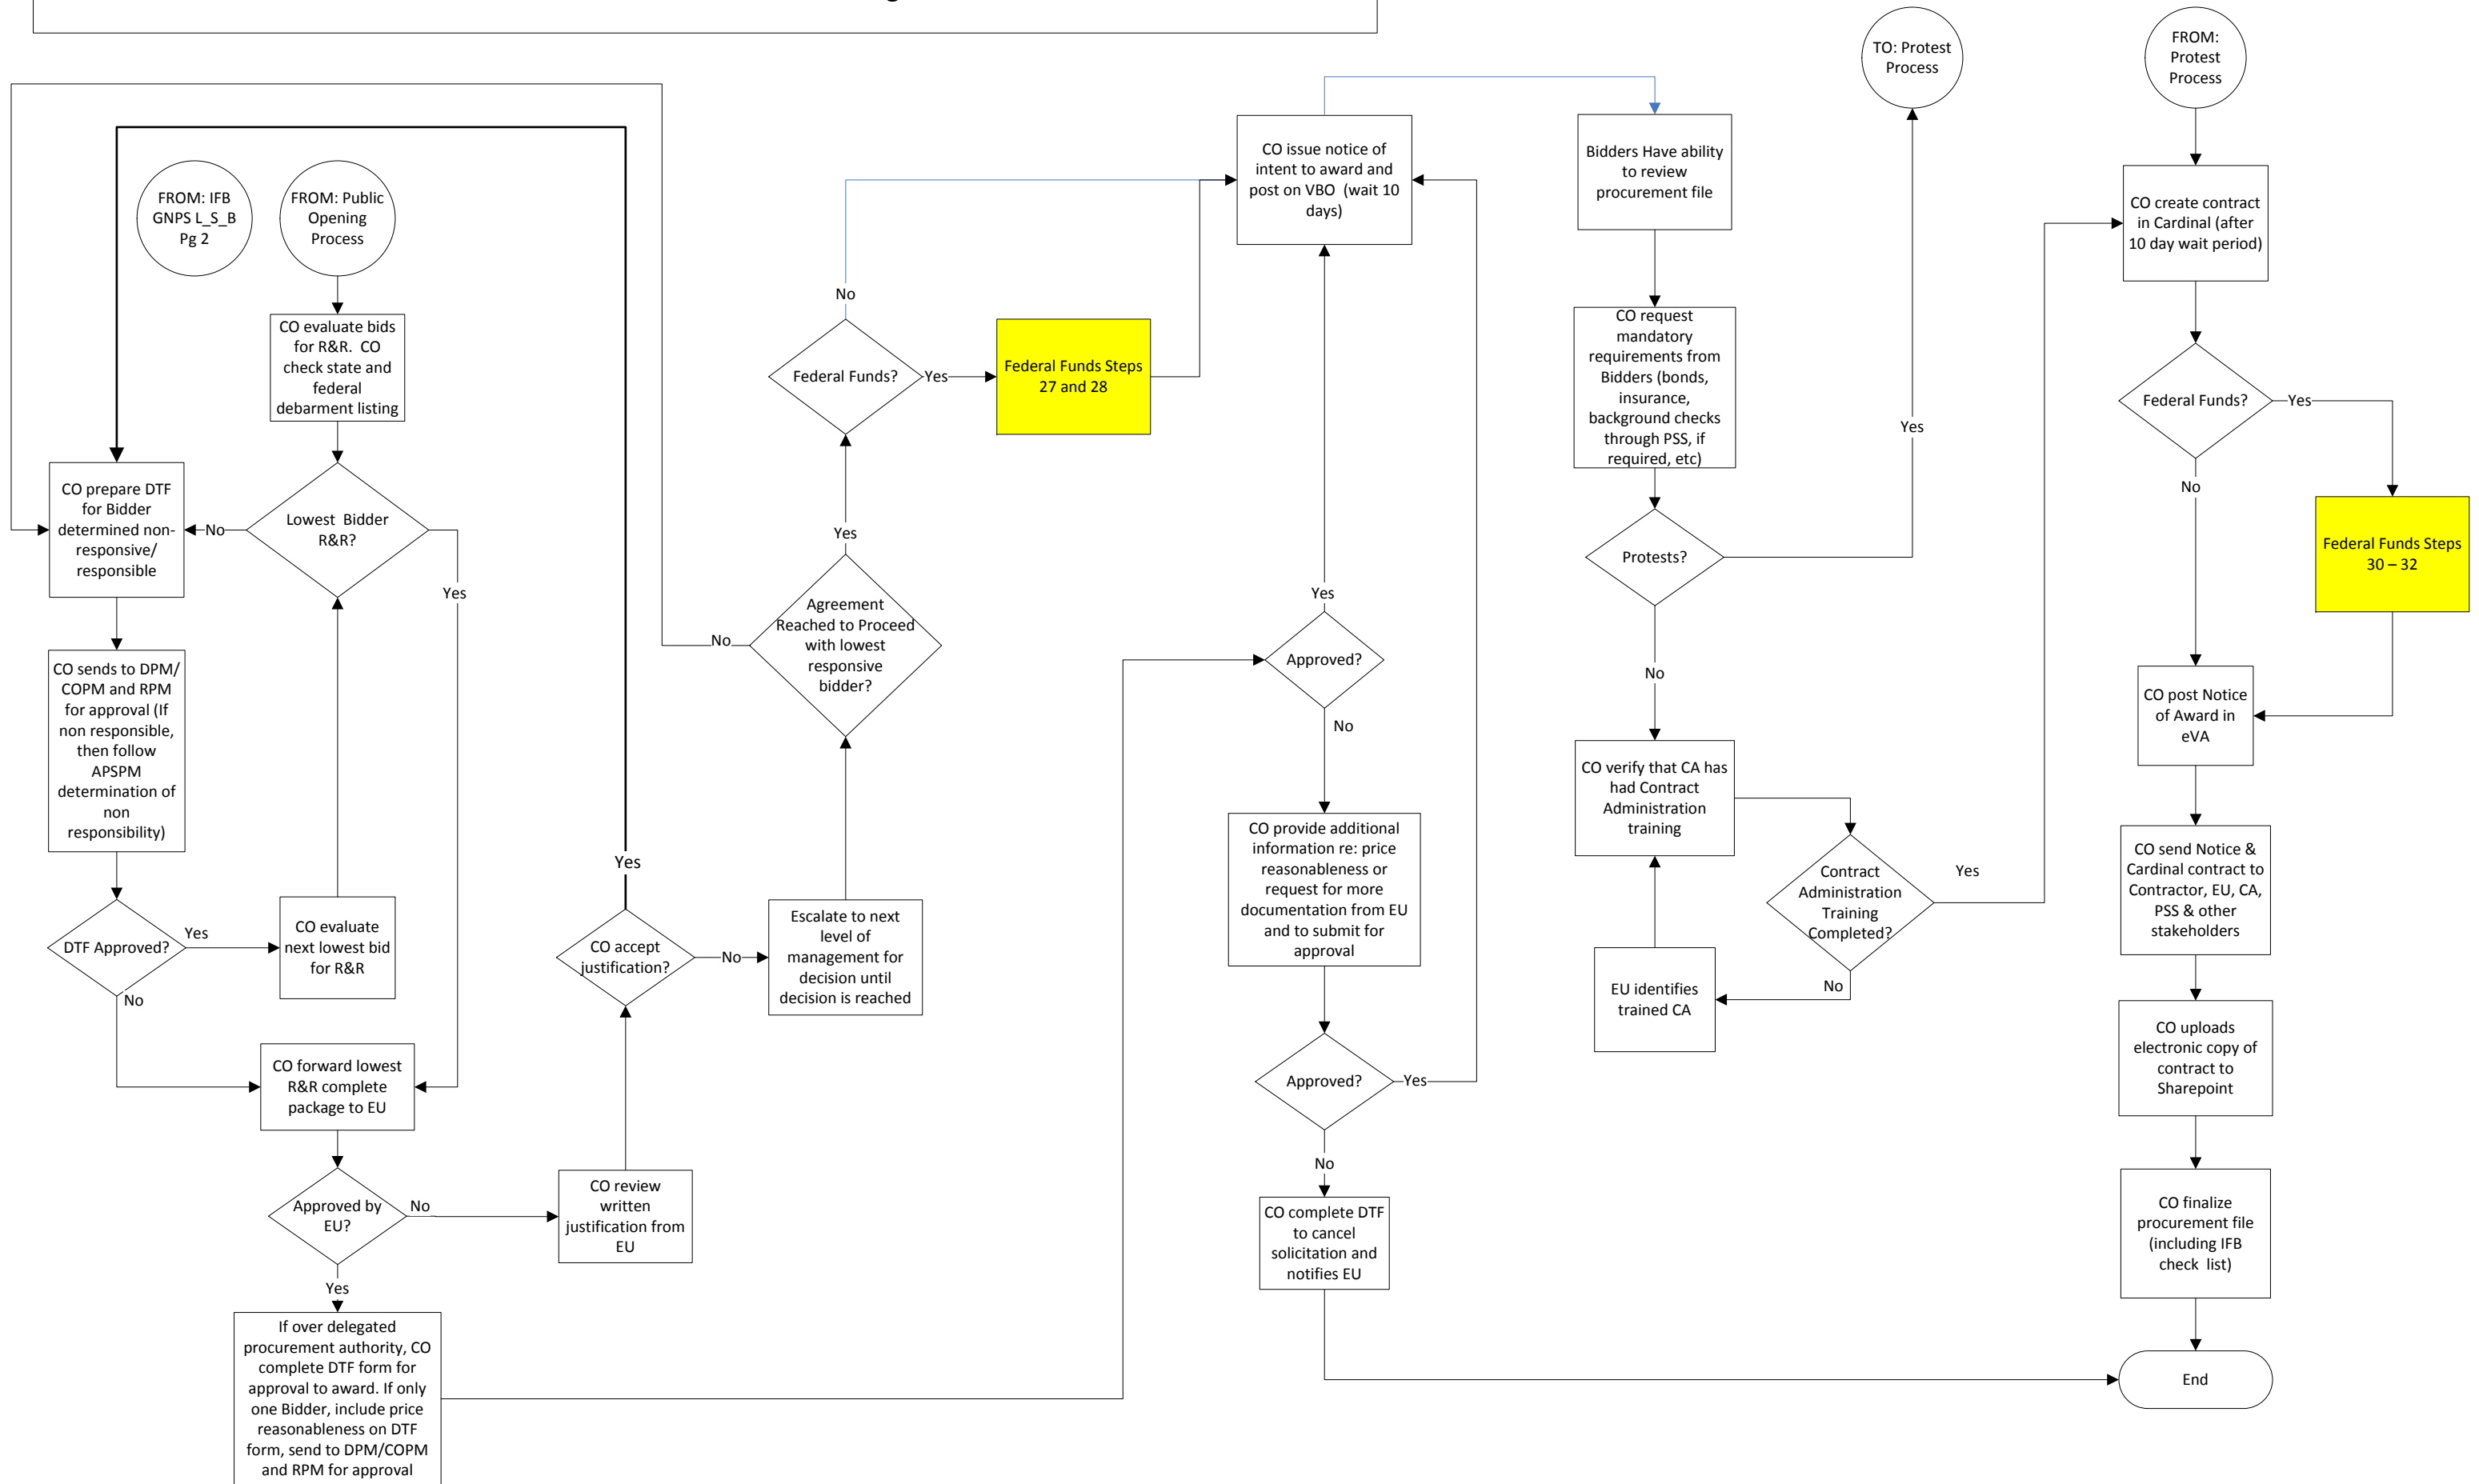 TO: Protest
Process
FROM:
Protest
Process
FROM: IFB
GNPS L_S_B
Pg 2
FROM: Public
Opening
Process
CO evaluate bids
for R&R.  CO
check state and
federal
debarment listing
Lowest  Bidder
R&R?
No
Yes
CO prepare DTF
for Bidder
determined non-
responsive/
responsible
CO sends to DPM/
COPM and RPM
for approval (If
non responsible,
then follow
APSPM
determination of
non
responsibility)
DTF Approved?
Yes
No
CO evaluate
next lowest bid
for R&R
CO forward lowest
R&R complete
package to EU
Approved by
EU?
No
Yes
If over delegated
procurement authority, CO
complete DTF form for
approval to award. If only
one Bidder, include price
reasonableness on DTF
form, send to DPM/COPM
and RPM for approval
CO review
written
justification from
EU
CO accept
justification?
Yes
No
Escalate to next
level of
management for
decision until
decision is reached
Agreement
Reached to Proceed
with lowest
responsive
bidder?
No
Yes
Federal Funds?
No
Yes
Federal Funds Steps
27 and 28
CO issue notice of
intent to award and
post on VBO  (wait 10
days)
Approved?
Yes
No
CO provide additional
information re: price
reasonableness or
request for more
documentation from EU
and to submit for
approval
Approved?
Yes
No
CO complete DTF
to cancel
solicitation and
notifies EU
Bidders Have ability
to review
procurement file
CO request
mandatory
requirements from
Bidders (bonds,
insurance,
background checks
through PSS, if
required, etc)
Protests?
Yes
No
CO verify that CA has
had Contract
Administration
training
Contract
Administration
Training
Completed?
Yes
No
EU identifies
trained CA
CO create contract
in Cardinal (after
10 day wait period)
Federal Funds?
Yes
No
Federal Funds Steps
30 – 32
CO post Notice
of Award in
eVA
CO send Notice &
Cardinal contract to
Contractor, EU, CA,
PSS & other
stakeholders
CO uploads
electronic copy of
contract to
Sharepoint
CO finalize
procurement file
(including IFB
check  list)
End